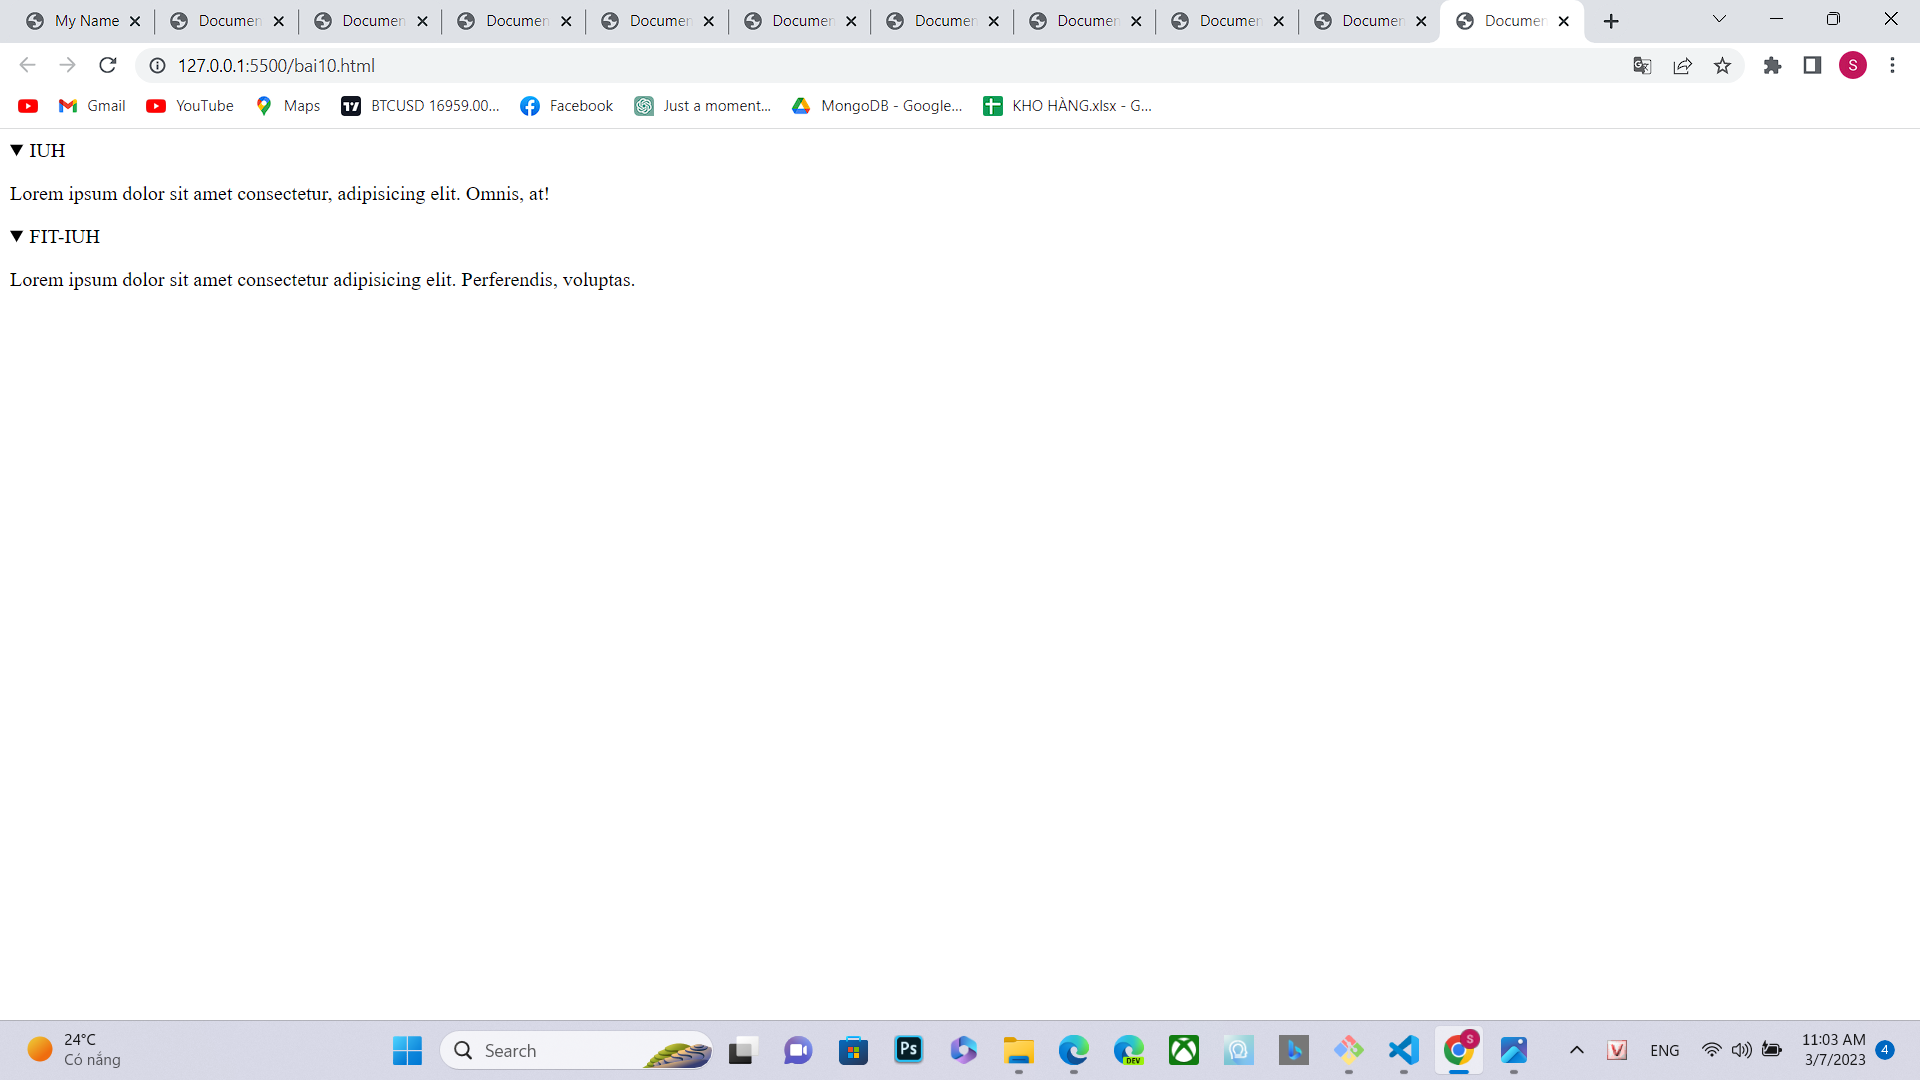 My Name
Documen
Documen
Documen
Documen
Documen
Documen
Documen
Documen
Documen
Documen
127.0.0.1:5500/bai10.html
S
Gmail
YouTube
Maps
BTCUSD 16959.00...
Facebook
Just a moment...
MongoDB - Google...
KHO HÀNG.xlsx - G...
IUH
Lorem ipsum dolor sit amet consectetur, adipisicing elit. Omnis, at!
FIT-IUH
Lorem ipsum dolor sit amet consectetur adipisicing elit. Perferendis, voluptas.
24°C
Có nắng
Search
Ps
DEV
S
V
ENG
11:03 AM
3/7/2023
4